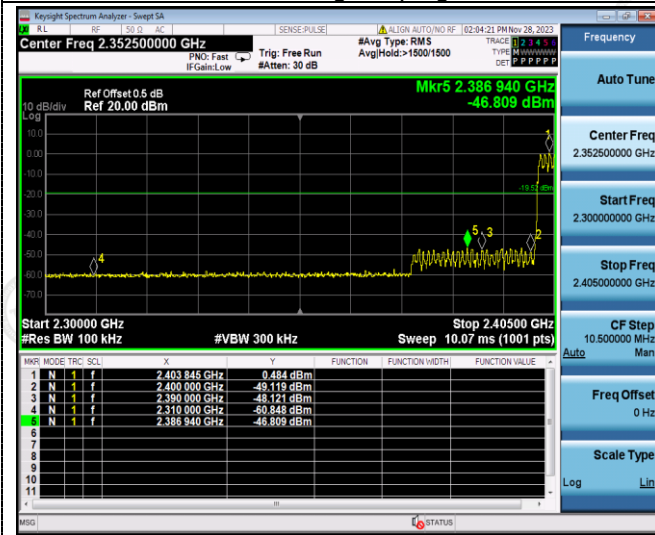 Keysight Spectrum Analyzer - Swept SA
RL RF 50 Ω AC SENSE:PULSE ALIGN AUTO/NO RF 02:04:21 PM Nov 28, 2023
Center Freq 2.352500000 GHz #Avg Type: RMS TRACE 1 2 3 4 5 6
PNO: Fast Trig: Free Run Avg|Hold:>1500/1500 TYPE M
IFGain:Low #Atten: 30 dB DET P P P P P P
Mkr5 2.386 940 GHz
Ref Offset 0.5 dB
10 dB/div Ref 20.00 dBm -46.809 dBm
Log
10.0
0.00
-10.0
-20.0
-30.0
-40.0
-50.0
-60.0
-70.0
1
-19.52 dBm
5 3 2
4
Start 2.30000 GHz Stop 2.40500 GHz
#Res BW 100 kHz #VBW 300 kHz Sweep 10.07 ms (1001 pts)
MKR MODE TRC SCL X Y FUNCTION FUNCTION WIDTH FUNCTION VALUE
1 N 1 f 2.403 845 GHz 0.484 dBm
2 N 1 f 2.400 000 GHz -49.119 dBm
3 N 1 f 2.390 000 GHz -48.121 dBm
4 N 1 f 2.310 000 GHz -60.848 dBm
5 N 1 f 2.386 940 GHz -46.809 dBm
6
7
8
9
10
11
MSG STATUS
Frequency
Auto Tune
Center Freq
2.352500000 GHz
Start Freq
2.300000000 GHz
Stop Freq
2.405000000 GHz
CF Step
10.500000 MHz
Auto Man
Freq Offset
0 Hz
Scale Type
Log Lin